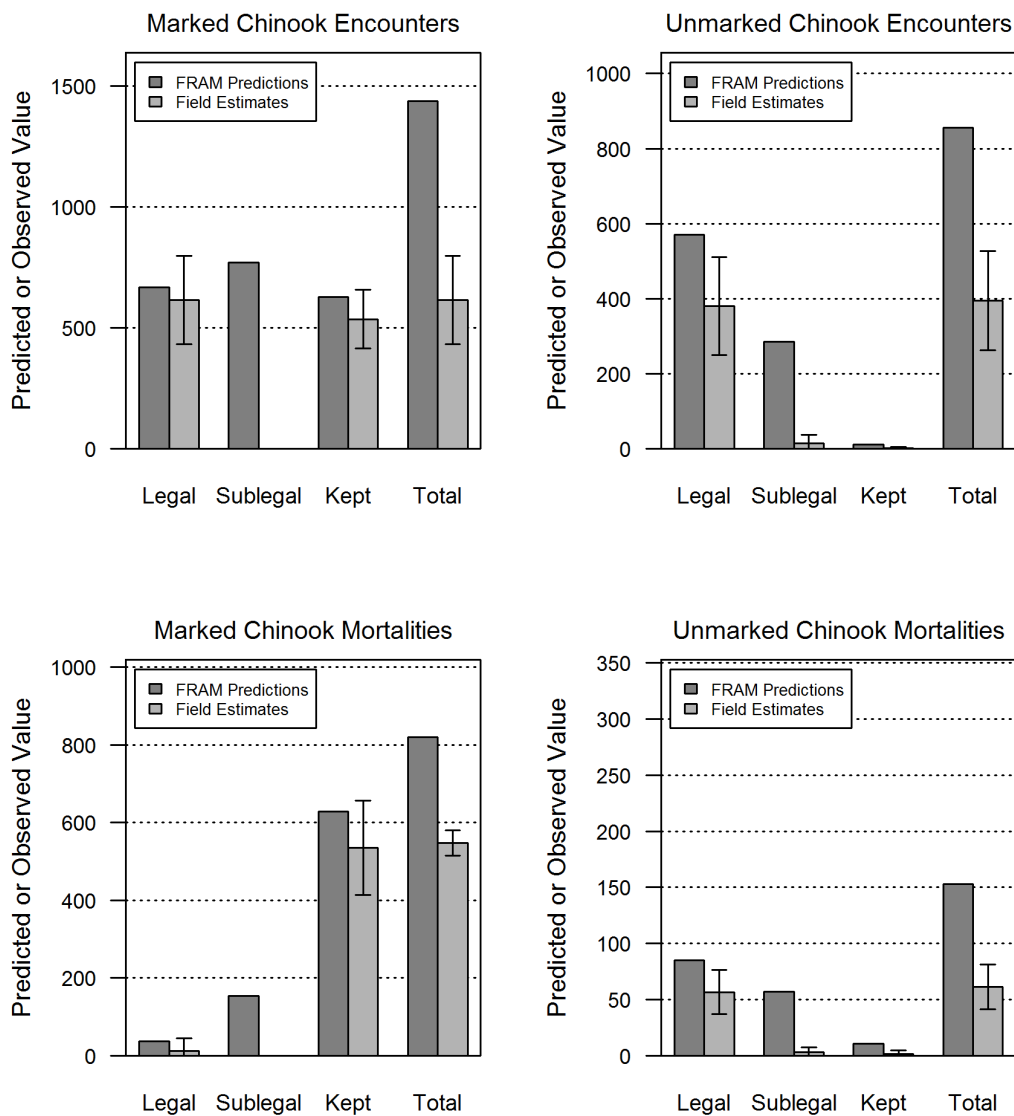 Marked Chinook Encounters
Predicted or Observed Value
1500
1000
500
0
FRAM Predictions
Field Estimates
Legal Sublegal Kept Total
Unmarked Chinook Encounters
Predicted or Observed Value
1000
800
600
400
200
0
FRAM Predictions
Field Estimates
Legal Sublegal Kept Total
Marked Chinook Mortalities
Predicted or Observed Value
1000
800
600
400
200
0
FRAM Predictions
Field Estimates
Legal Sublegal Kept Total
Unmarked Chinook Mortalities
Predicted or Observed Value
350
300
250
200
150
100
50
0
FRAM Predictions
Field Estimates
Legal Sublegal Kept Total